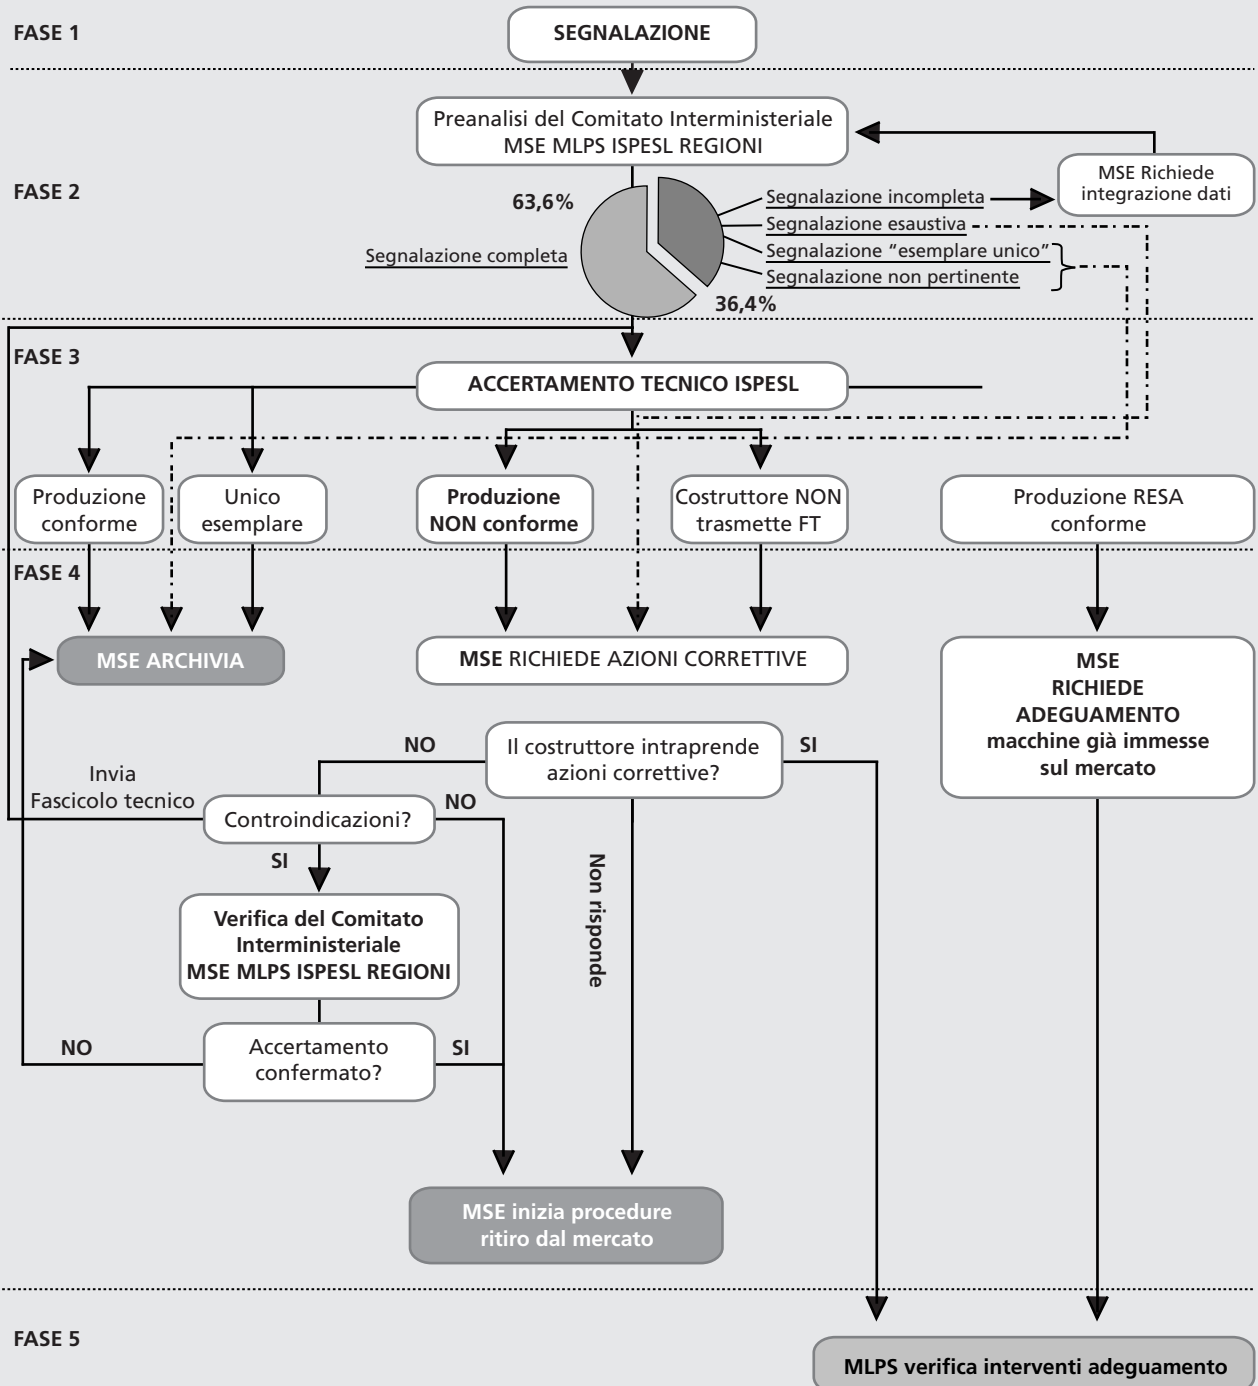 FASE 1
SEGNALAZIONE
Preanalisi del Comitato Interministeriale
MSE MLPS ISPESL REGIONI
FASE 2
MSE Richiede
integrazione dati
63,6%
Segnalazione incompleta
Segnalazione esaustiva
Segnalazione completa
Segnalazione “esemplare unico”
Segnalazione non pertinente
36,4%
FASE 3
ACCERTAMENTO TECNICO ISPESL
Produzione
conforme
Unico
esemplare
Produzione
NON conforme
Costruttore NON
trasmette FT
Produzione RESA
conforme
FASE 4
MSE ARCHIVIA
MSE RICHIEDE AZIONI CORRETTIVE
MSE
RICHIEDE
ADEGUAMENTO
macchine già immesse
sul mercato
NO
Il costruttore intraprende
azioni correttive?
SI
Invia
Fascicolo tecnico
Controindicazioni?
NO
SI
Non risponde
Verifica del Comitato
Interministeriale
MSE MLPS ISPESL REGIONI
NO
Accertamento
confermato?
SI
MSE inizia procedure
ritiro dal mercato
FASE 5
MLPS verifica interventi adeguamento